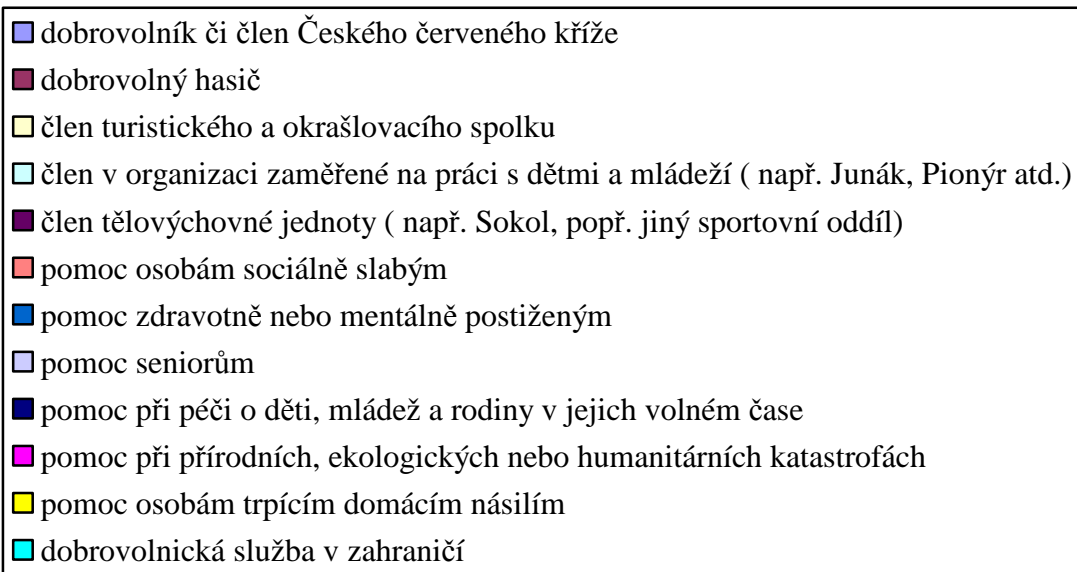 dobrovolník či člen Českého červeného kříže
dobrovolný hasič
člen turistického a okrašlovacího spolku
člen v organizaci zaměřené na práci s dětmi a mládeží ( např. Junák, Pionýr atd.)
člen tělovýchovné jednoty ( např. Sokol, popř. jiný sportovní oddíl)
pomoc osobám sociálně slabým
pomoc zdravotně nebo mentálně postiženým
pomoc seniorům
pomoc při péči o děti, mládež a rodiny v jejich volném čase
pomoc při přírodních, ekologických nebo humanitárních katastrofách
pomoc osobám trpícím domácím násilím
dobrovolnická služba v zahraničí